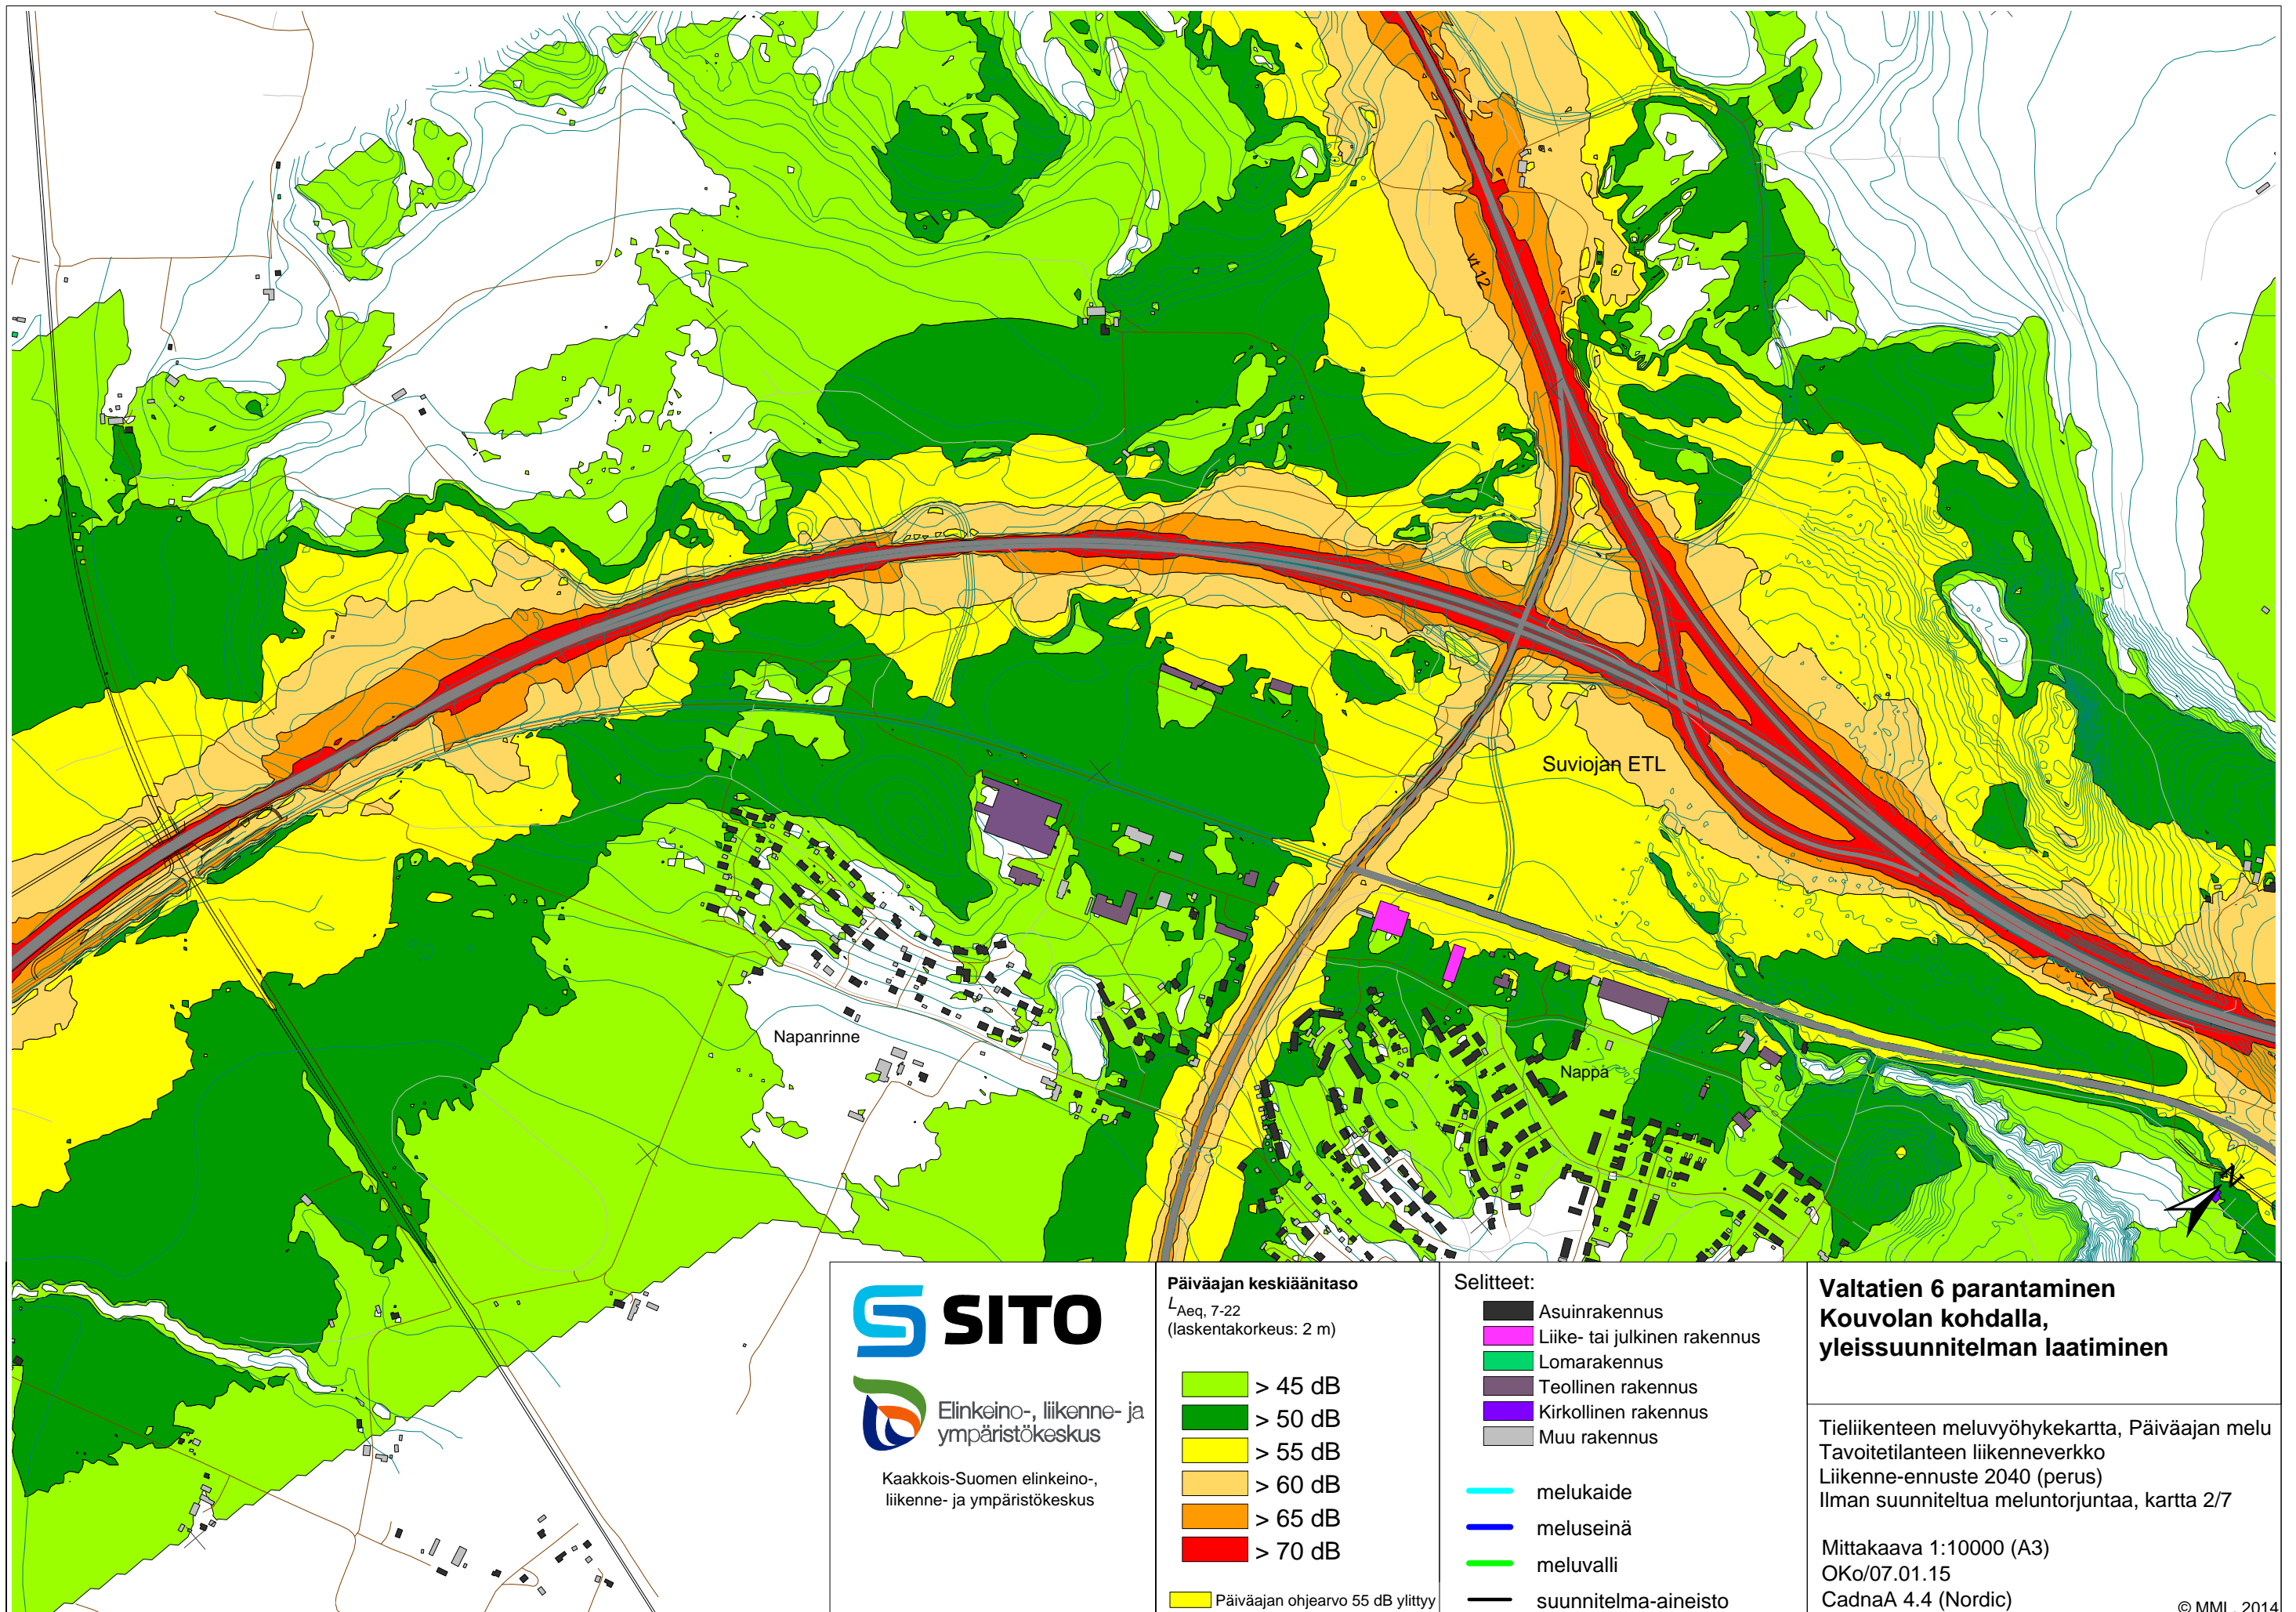 vt 12
Suviojan ETL
Napanrinne
Nappa
N
SITO
Elinkeino-, liikenne- ja
ympäristökeskus
Kaakkois-Suomen elinkeino-,
liikenne- ja ympäristökeskus
Päiväajan keskiäänitaso
LAeq, 7-22
(laskentakorkeus: 2 m)
> 45 dB
> 50 dB
> 55 dB
> 60 dB
> 65 dB
> 70 dB
Päiväajan ohjearvo 55 dB ylittyy
Selitteet:
Asuinrakennus
Liike- tai julkinen rakennus
Lomarakennus
Teollinen rakennus
Kirkollinen rakennus
Muu rakennus
melukaide
meluseinä
meluvalli
suunnitelma-aineisto
Valtatien 6 parantaminen
Kouvolan kohdalla,
yleissuunnitelman laatiminen
Tieliikenteen meluvyöhykekartta, Päiväajan melu
Tavoitetilanteen liikenneverkko
Liikenne-ennuste 2040 (perus)
Ilman suunniteltua meluntorjuntaa, kartta 2/7
Mittakaava 1:10000 (A3)
OKo/07.01.15
CadnaA 4.4 (Nordic)
© MML, 2014